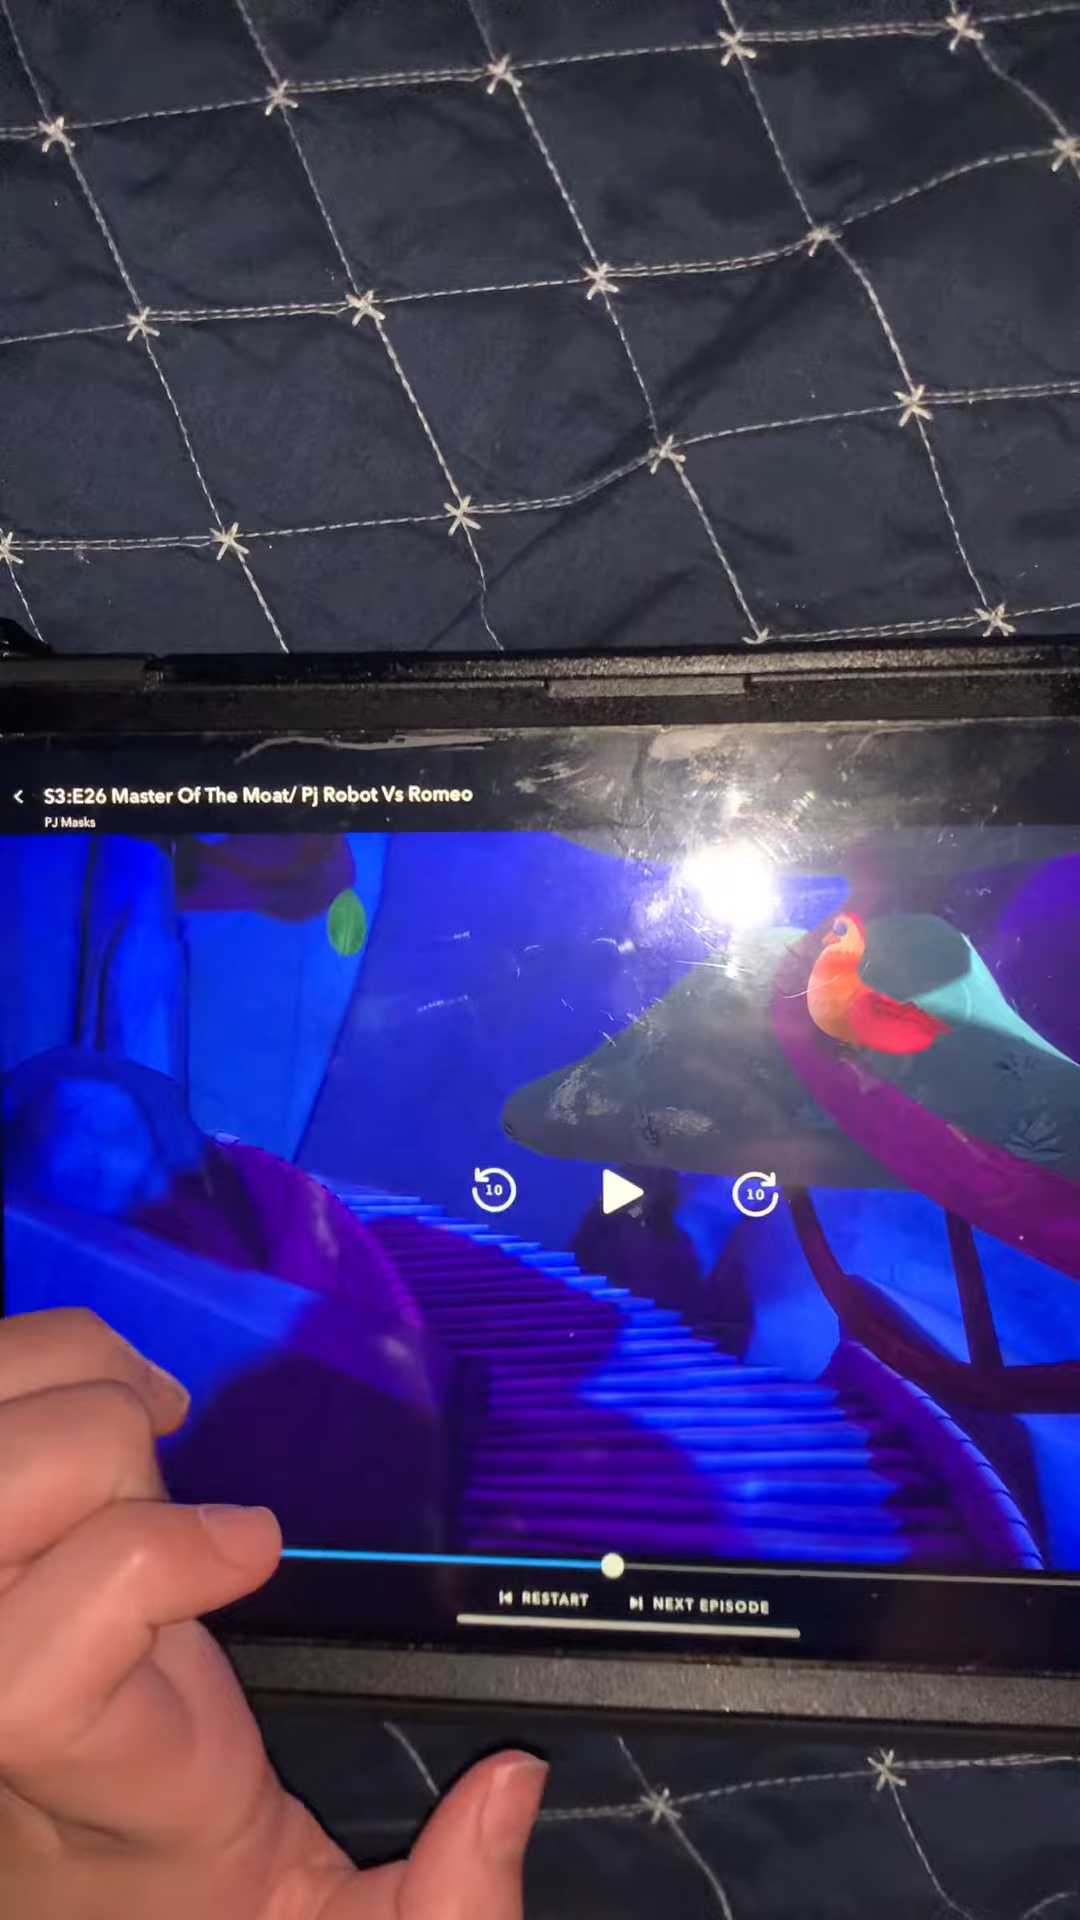 S3:E26 Master Of The Moat/ Pj Robot Vs Romeo
PJ Masks
10
10
RESTART
NEXT EPISODE